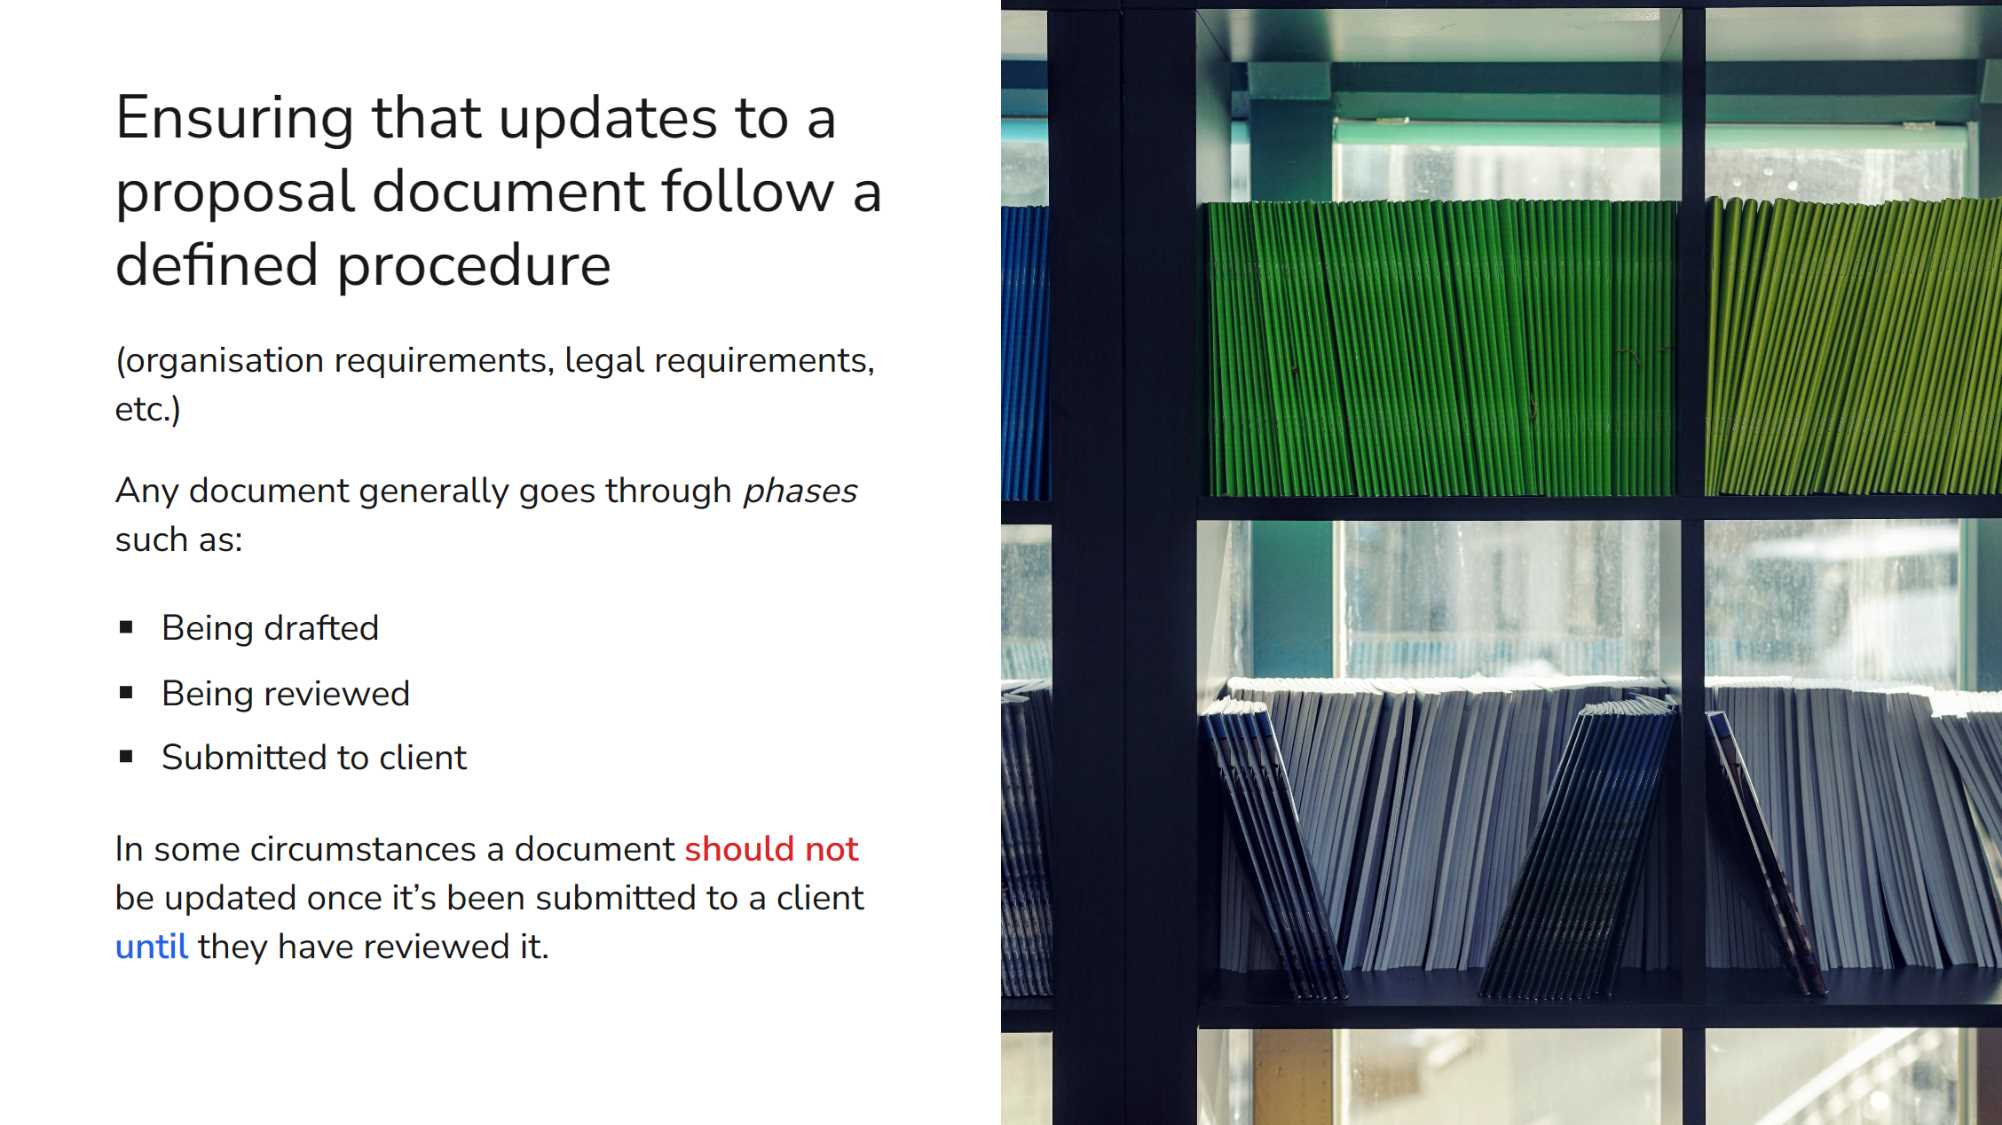 Ensuring that updates to a
proposal document follow a
defined procedure
(organisation requirements, legal requirements,
etc.)
Any document generally goes through phases
such as:
▪ Being drafted
▪ Being reviewed
▪ Submitted to client
In some circumstances a document should not
be updated once it’s been submitted to a client
until they have reviewed it.